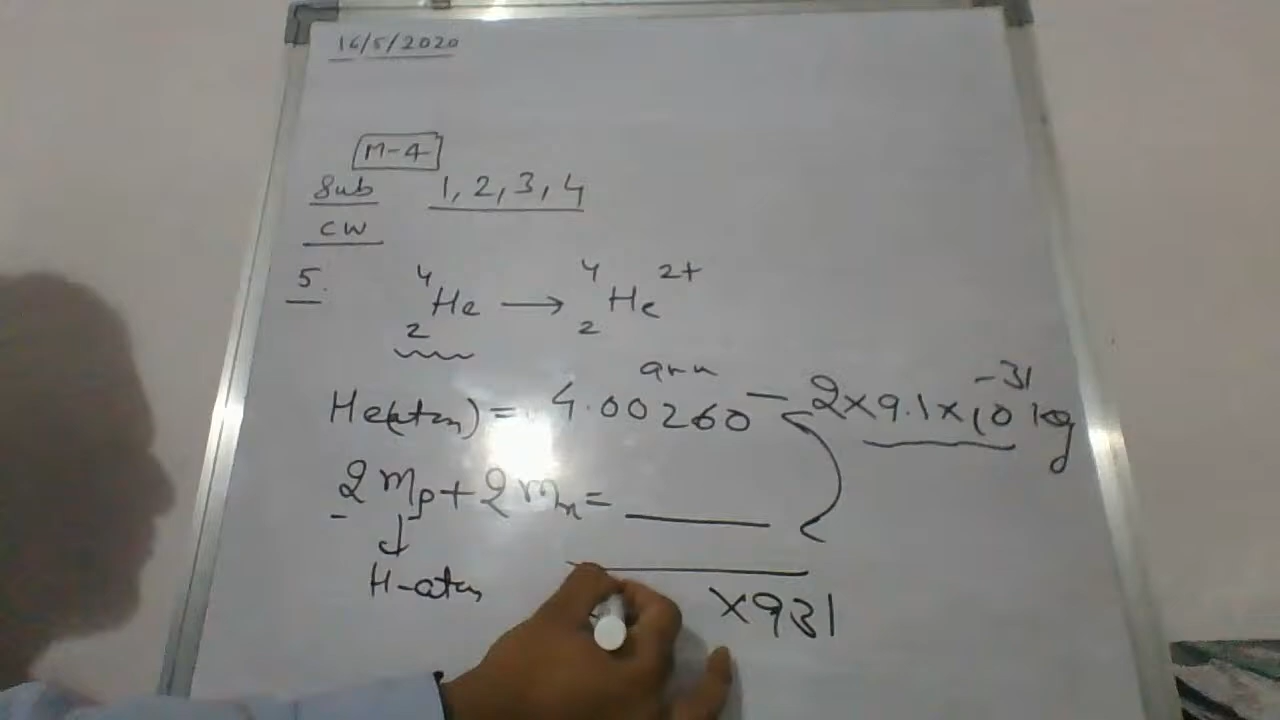 16/5/2020
M-4
Sub 1, 2, 3, 4
CW
5. ⁴₂He → ⁴₂He²⁺
He(atm) = 4.00260 amu − 2×9.1×10⁻³¹ kg
2mₚ + 2mₙ = ______
↓
H-atm
×931